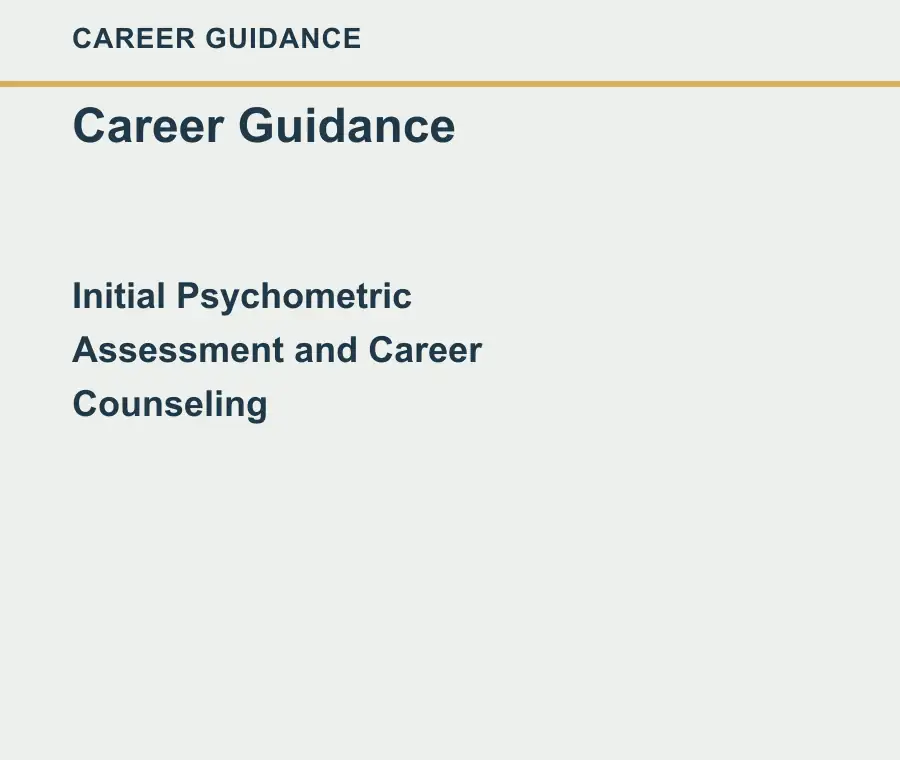 CAREER GUIDANCE
Career Guidance
Initial Psychometric
Assessment and Career
Counseling